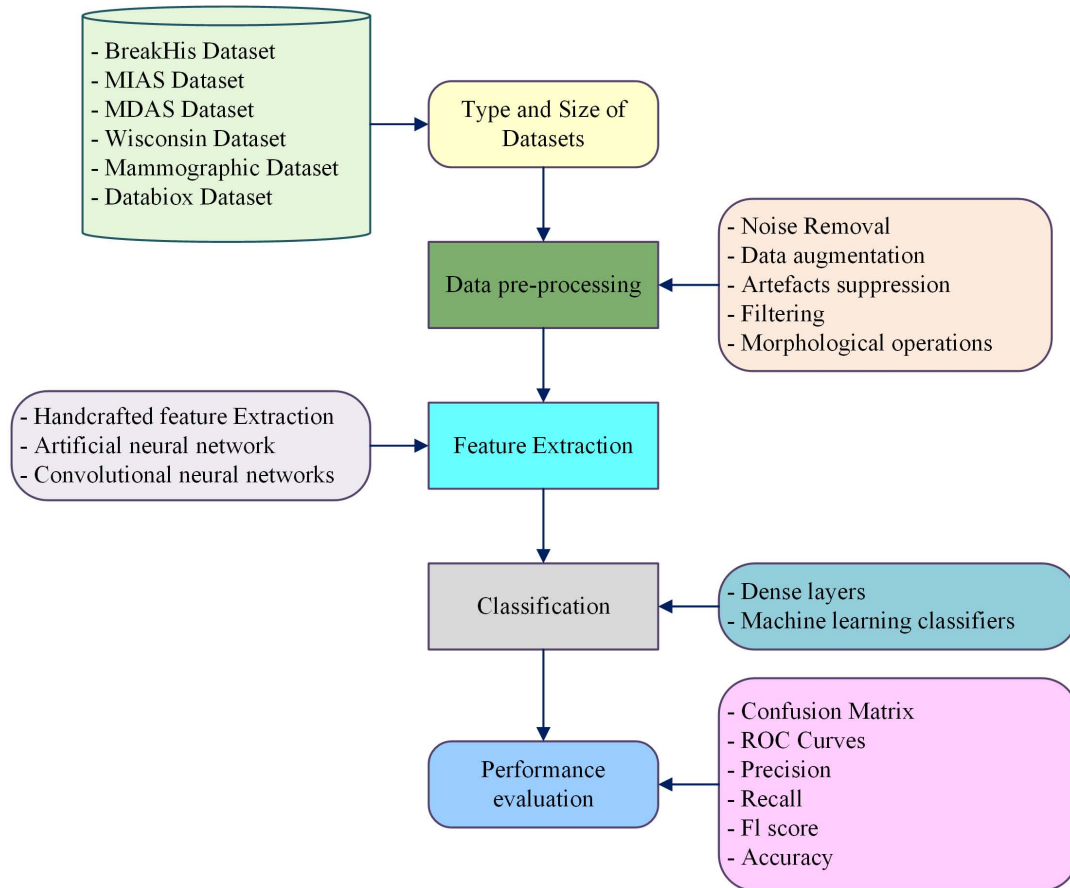 - BreakHis Dataset
- MIAS Dataset
- MDAS Dataset
- Wisconsin Dataset
- Mammographic Dataset
- Databiox Dataset
Type and Size of
Datasets
- Noise Removal
- Data augmentation
- Artefacts suppression
- Filtering
- Morphological operations
Data pre-processing
- Handcrafted feature Extraction
- Artificial neural network
- Convolutional neural networks
Feature Extraction
Classification
- Dense layers
- Machine learning classifiers
Performance
evaluation
- Confusion Matrix
- ROC Curves
- Precision
- Recall
- Fl score
- Accuracy